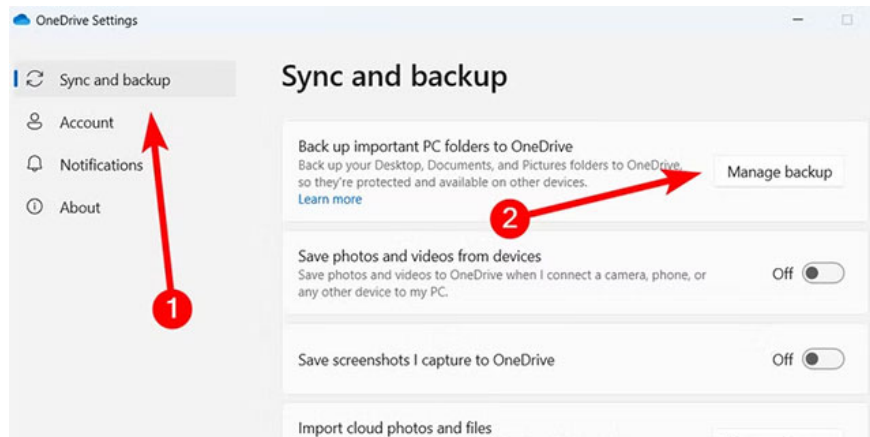 OneDrive Settings
Sync and backup
Account
Notifications
About
1
Sync and backup
Back up important PC folders to OneDrive
Back up your Desktop, Documents, and Pictures folders to OneDrive,
so they're protected and available on other devices.
Learn more
Manage backup
2
Save photos and videos from devices
Save photos and videos to OneDrive when I connect a camera, phone, or
any other device to my PC.
Off
Save screenshots I capture to OneDrive
Off
Import cloud photos and files